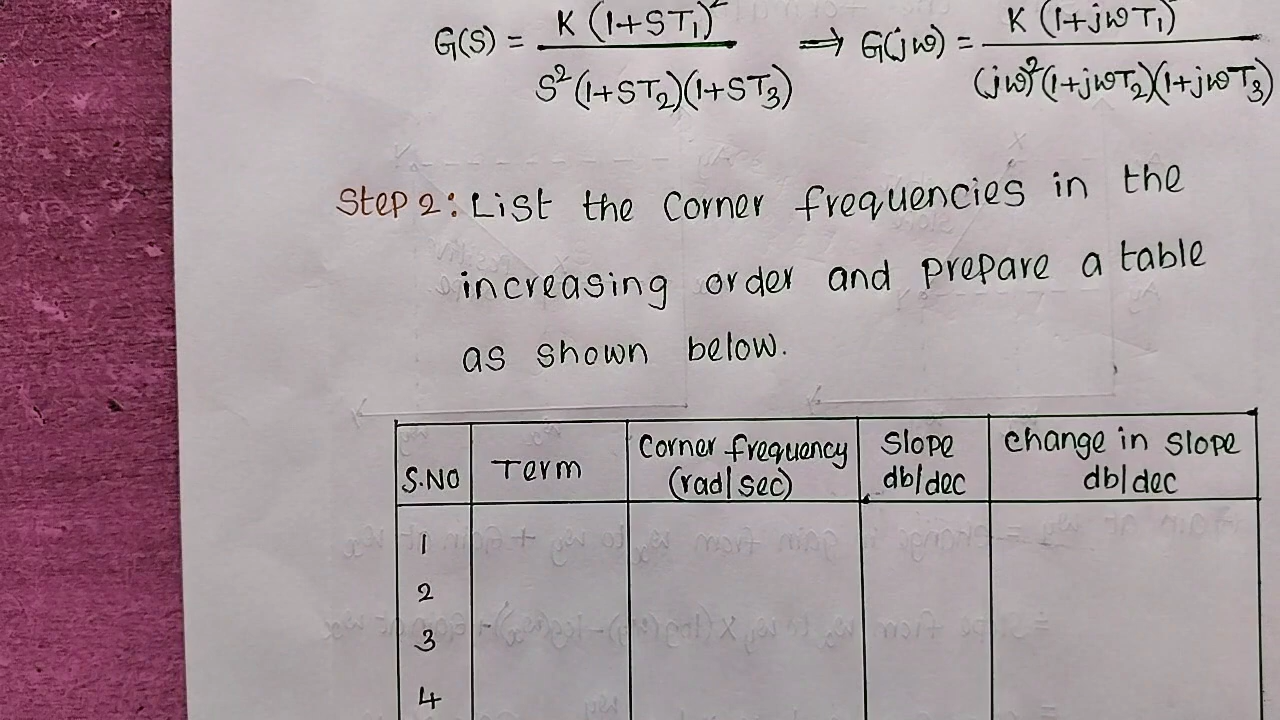 G(S) = K (1+ST₁)² / S² (1+ST₂)(1+ST₃) ⟹ G(jω) = K (1+jωT₁)² / (jω)² (1+jωT₂)(1+jωT₃)
Step 2: List the corner frequencies in the
increasing order and prepare a table
as shown below.
S.NO | Term | Corner frequency (rad/sec) | Slope db/dec | Change in slope db/dec
1
2
3
4